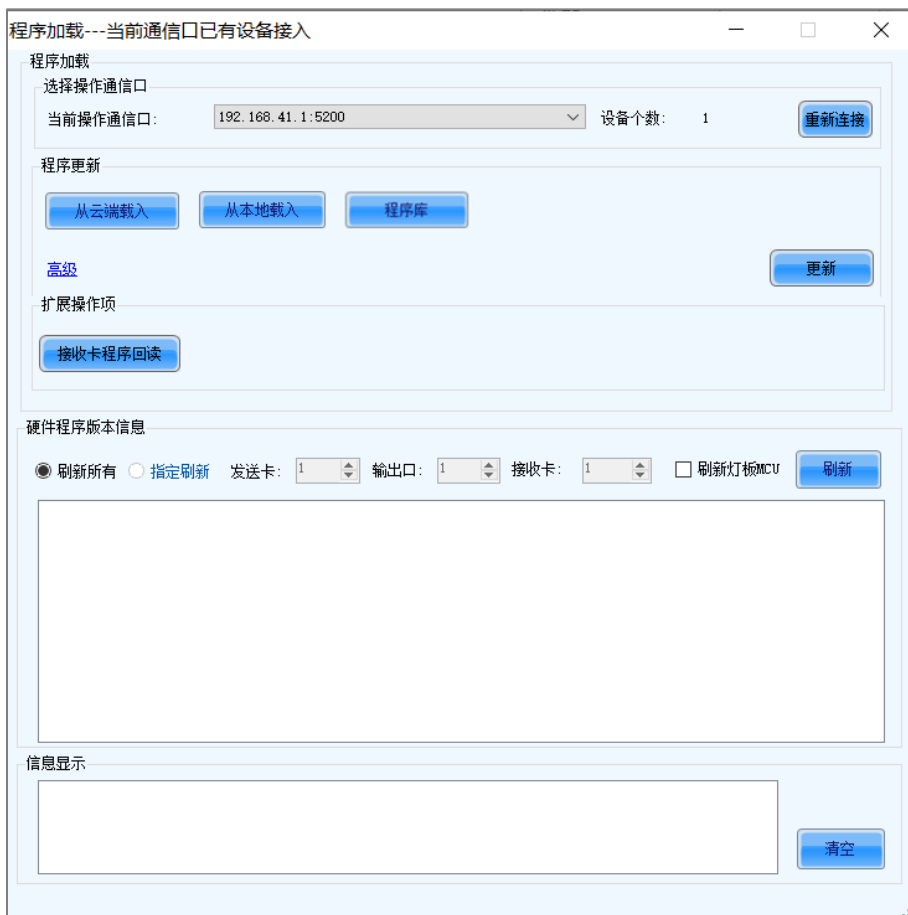 程序加载---当前通信口已有设备接入
程序加载
选择操作通信口
当前操作通信口: 192.168.41.1:5200 设备个数: 1 重新连接
程序更新
从云端载入 从本地载入 程序库
高级 更新
扩展操作项
接收卡程序回读
硬件程序版本信息
刷新所有 指定刷新 发送卡: 1 输出口: 1 接收卡: 1 刷新灯板MCU 刷新
信息显示
清空